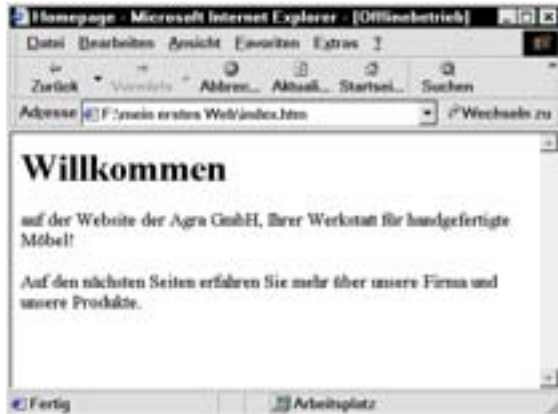 Homepage - Microsoft Internet Explorer - [Offlinebetrieb]
Datei Bearbeiten Ansicht Favoriten Extras ?
Zurück Vorwärts Abbrec... Aktuali... Startsei... Suchen
Adresse F:\mein erstes Web\index.htm Wechseln zu
Willkommen
auf der Website der Agra GmbH, Ihrer Werkstatt für handgefertigte
Möbel!
Auf den nächsten Seiten erfahren Sie mehr über unsere Firma und
unsere Produkte.
Fertig Arbeitsplatz